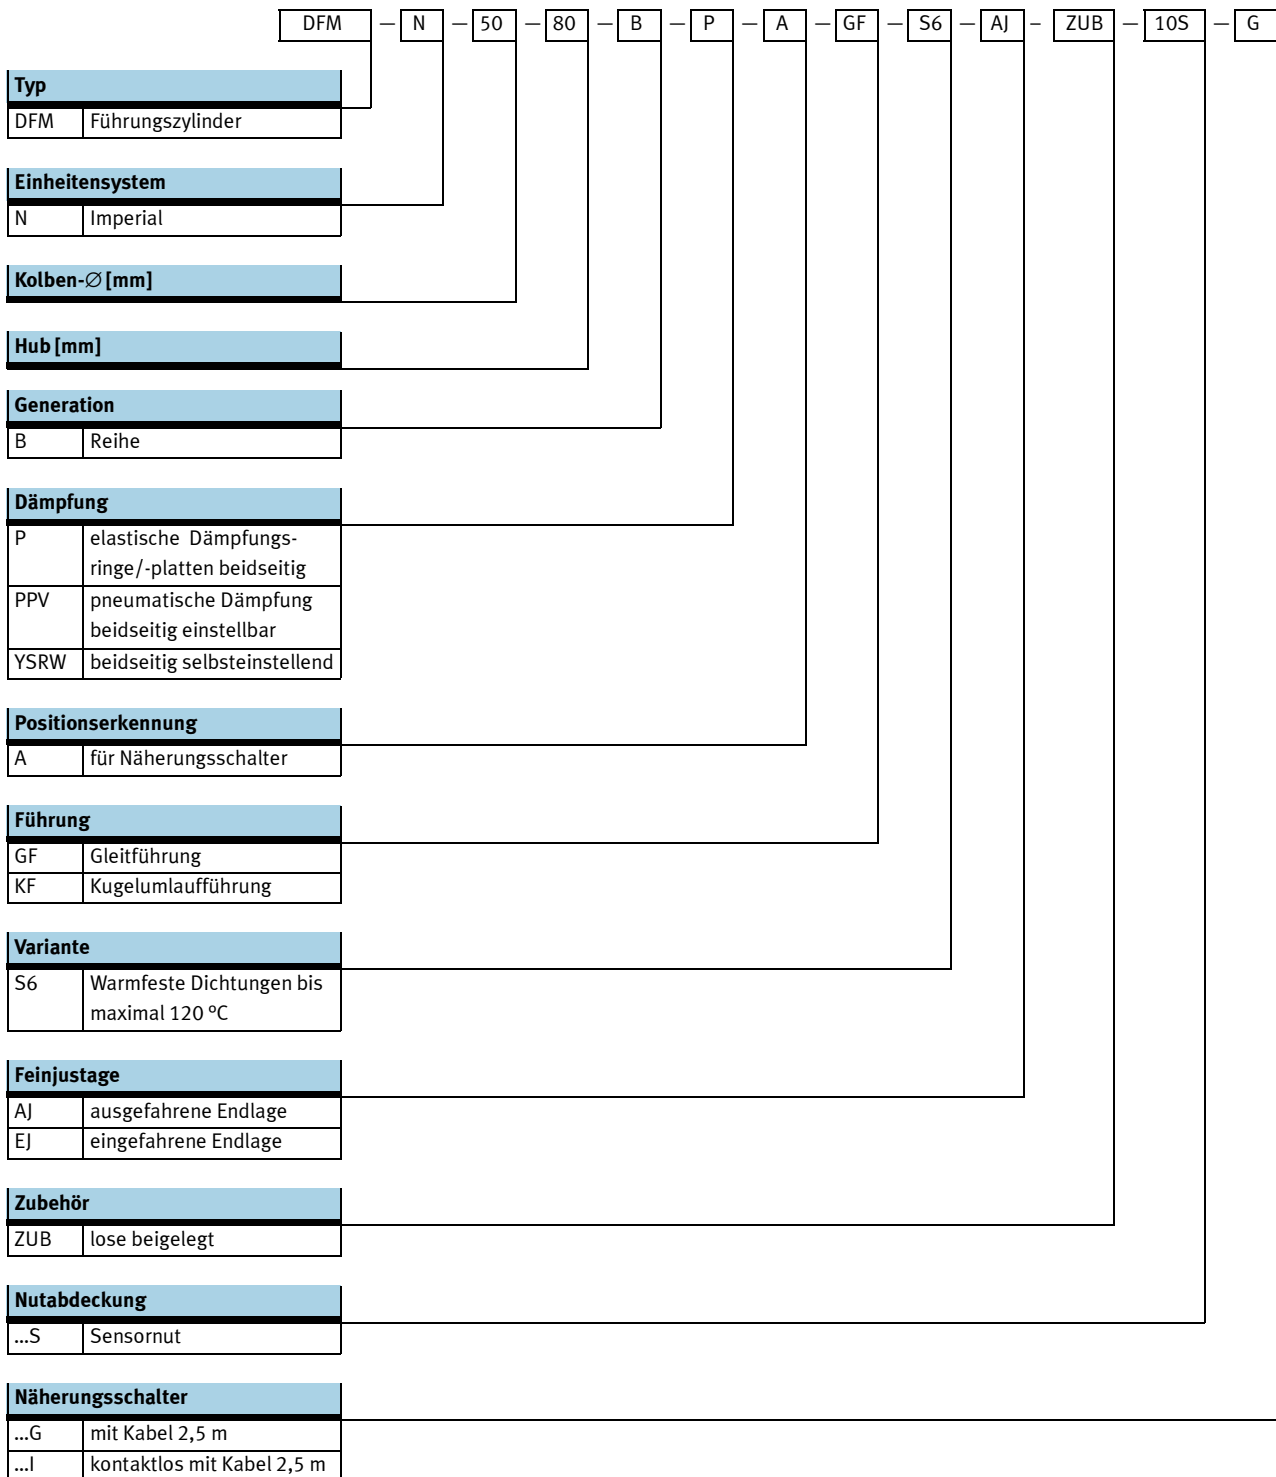 DFM – N – 50 – 80 – B – P – A – GF – S6 – AJ – ZUB – 10S – G
Typ
DFM Führungszylinder
Einheitensystem
N Imperial
Kolben-∅ [mm]
Hub [mm]
Generation
B Reihe
Dämpfung
P elastische Dämpfungs-
ringe/-platten beidseitig
PPV pneumatische Dämpfung
beidseitig einstellbar
YSRW beidseitig selbsteinstellend
Positionserkennung
A für Näherungsschalter
Führung
GF Gleitführung
KF Kugelumlaufführung
Variante
S6 Warmfeste Dichtungen bis
maximal 120 °C
Feinjustage
AJ ausgefahrene Endlage
EJ eingefahrene Endlage
Zubehör
ZUB lose beigelegt
Nutabdeckung
...S Sensornut
Näherungsschalter
...G mit Kabel 2,5 m
...I kontaktlos mit Kabel 2,5 m